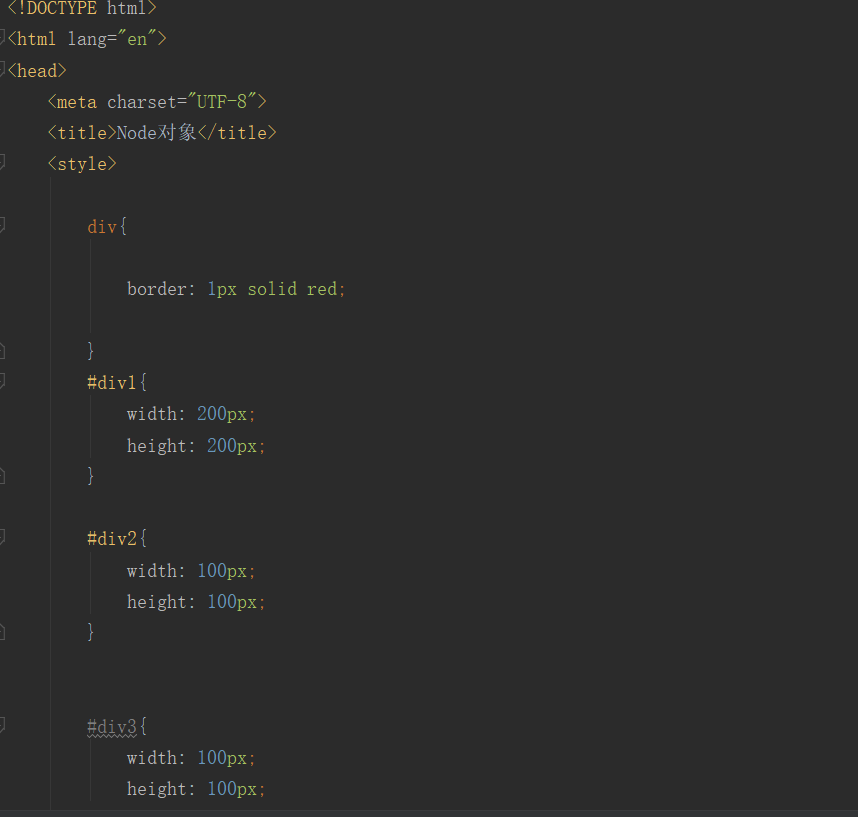 <!DOCTYPE html>
<html lang="en">
<head>
<meta charset="UTF-8">
<title>Node对象</title>
<style>
div{
border: 1px solid red;
}
#div1{
width: 200px;
height: 200px;
}
#div2{
width: 100px;
height: 100px;
}
#div3{
width: 100px;
height: 100px;